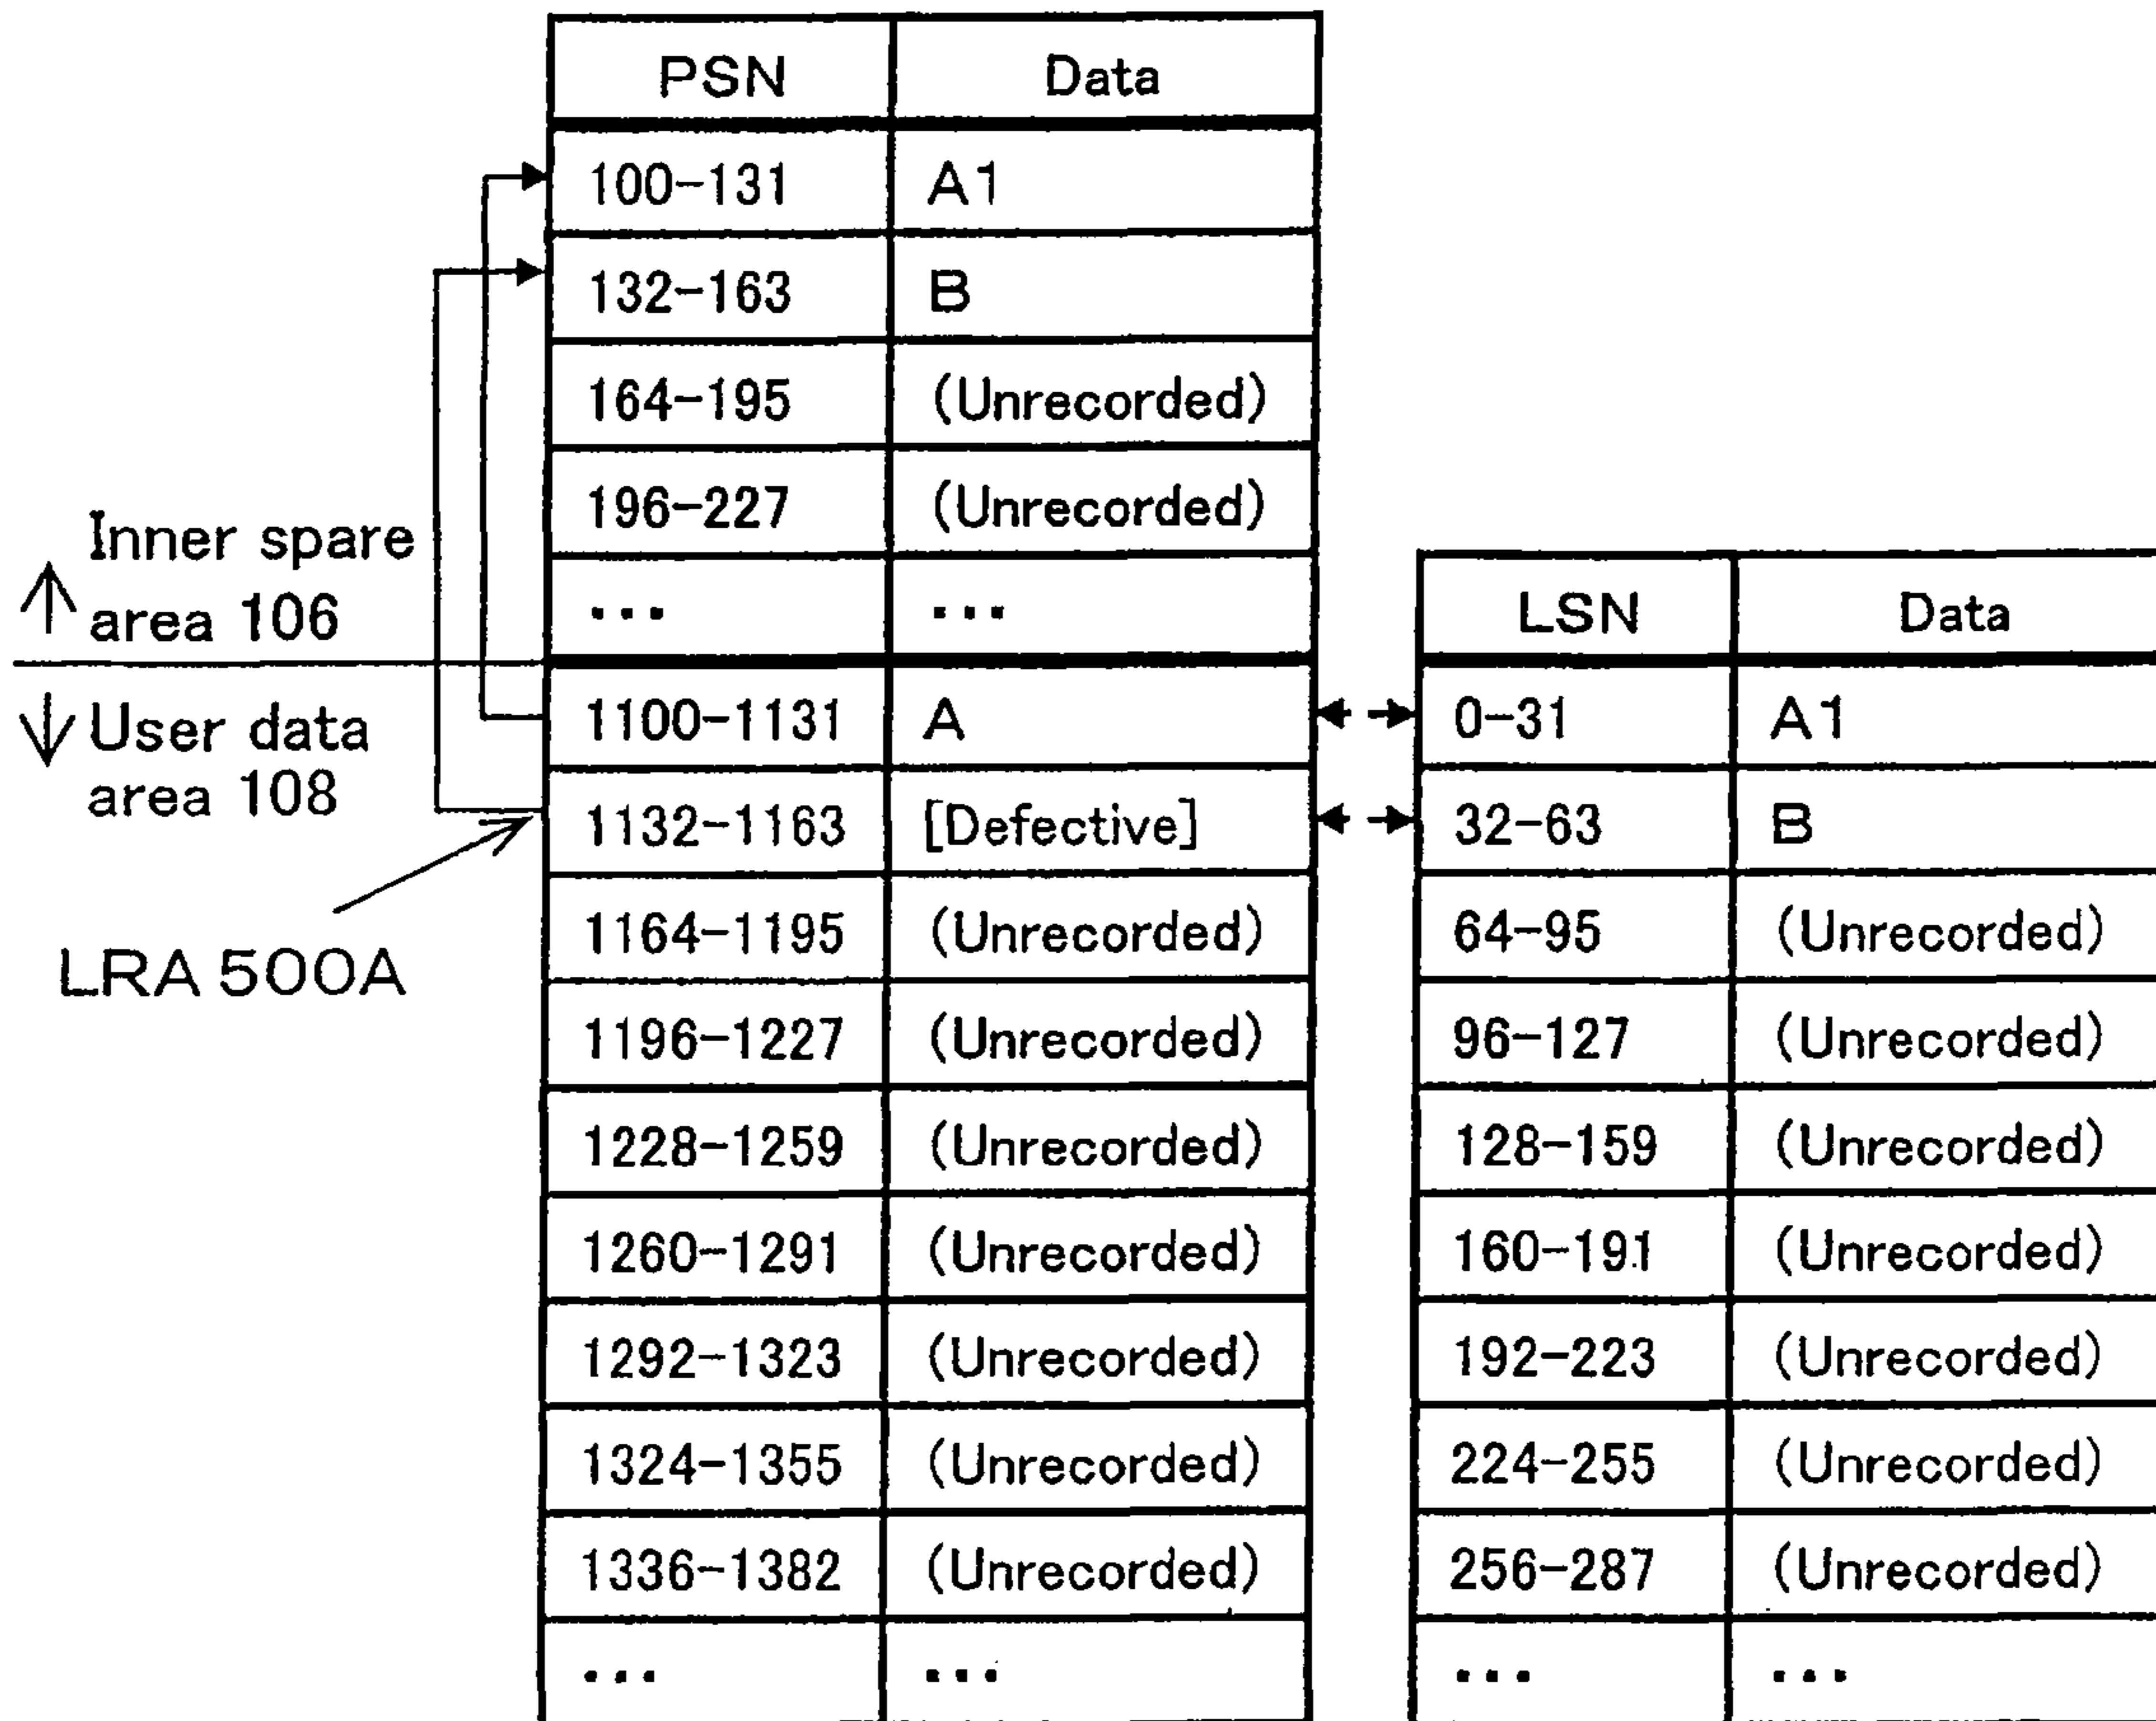 PSN Data
100-131 A1
132-163 B
164-195 (Unrecorded)
196-227 (Unrecorded)
... ...
Inner spare
area 106
User data
area 108
1100-1131 A
1132-1163 [Defective]
1164-1195 (Unrecorded)
1196-1227 (Unrecorded)
1228-1259 (Unrecorded)
1260-1291 (Unrecorded)
1292-1323 (Unrecorded)
1324-1355 (Unrecorded)
1336-1382 (Unrecorded)
... ...
LRA 500A
LSN Data
0-31 A1
32-63 B
64-95 (Unrecorded)
96-127 (Unrecorded)
128-159 (Unrecorded)
160-191 (Unrecorded)
192-223 (Unrecorded)
224-255 (Unrecorded)
256-287 (Unrecorded)
... ...